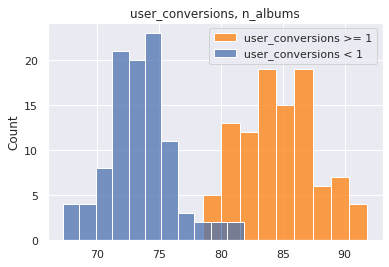 user_conversions, n_albums
user_conversions >= 1
user_conversions < 1
Count
20
15
10
5
0
70 75 80 85 90